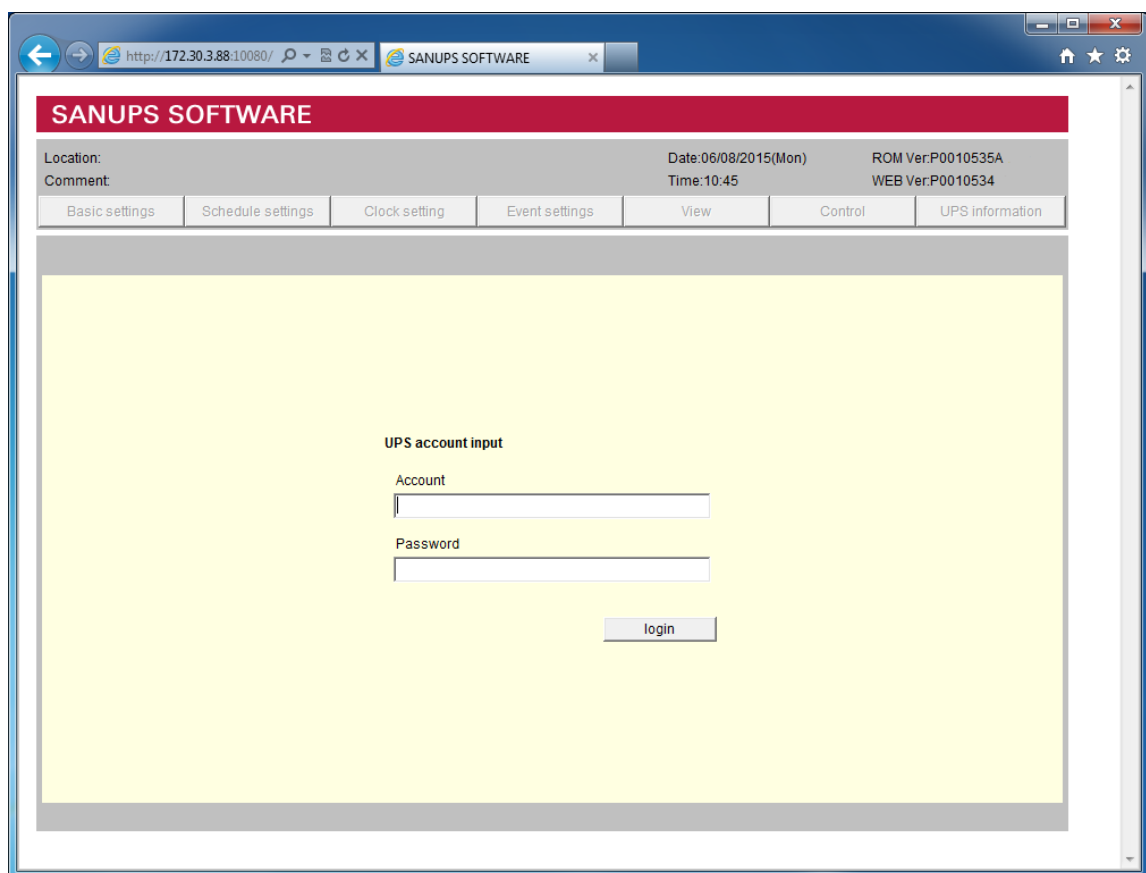 http://172.30.3.88:10080/
SANUPS SOFTWARE
SANUPS SOFTWARE
Location: Date:06/08/2015(Mon) ROM Ver:P0010535A
Comment: Time:10:45 WEB Ver:P0010534
Basic settings Schedule settings Clock setting Event settings View Control UPS information
UPS account input
Account
Password
login